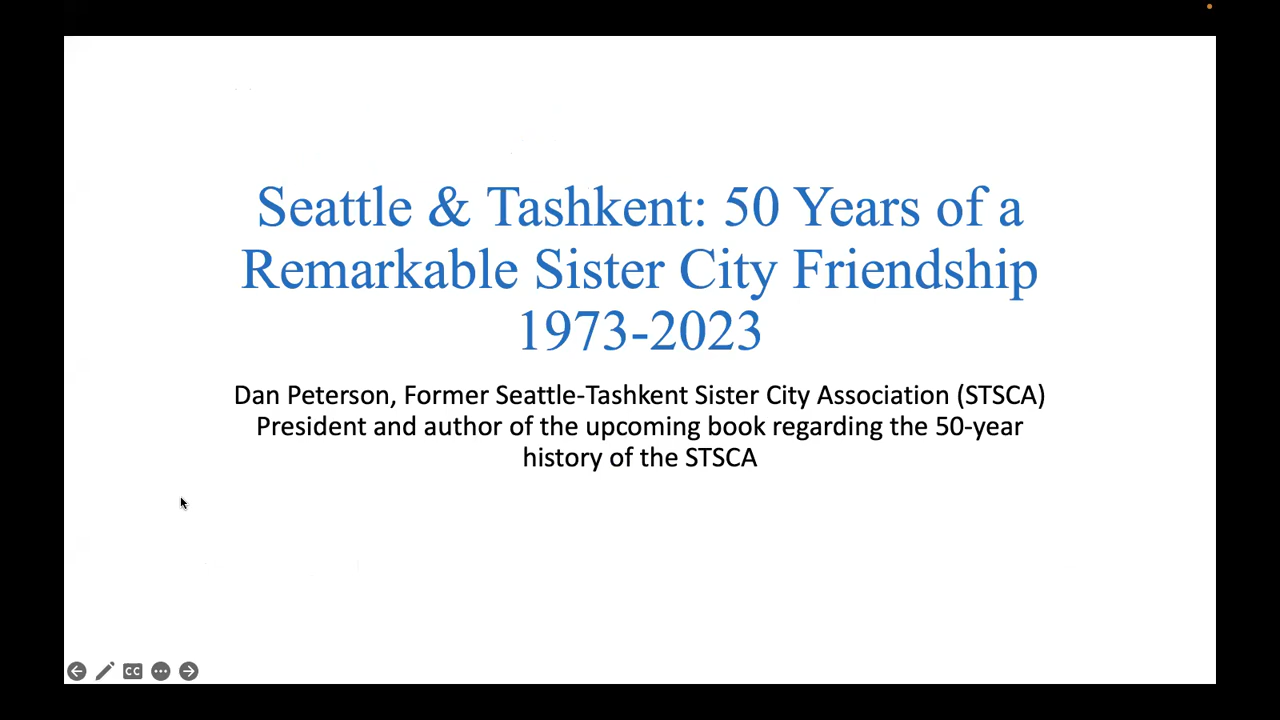 Seattle & Tashkent: 50 Years of a
Remarkable Sister City Friendship
1973-2023
Dan Peterson, Former Seattle-Tashkent Sister City Association (STSCA)
President and author of the upcoming book regarding the 50-year
history of the STSCA
CC